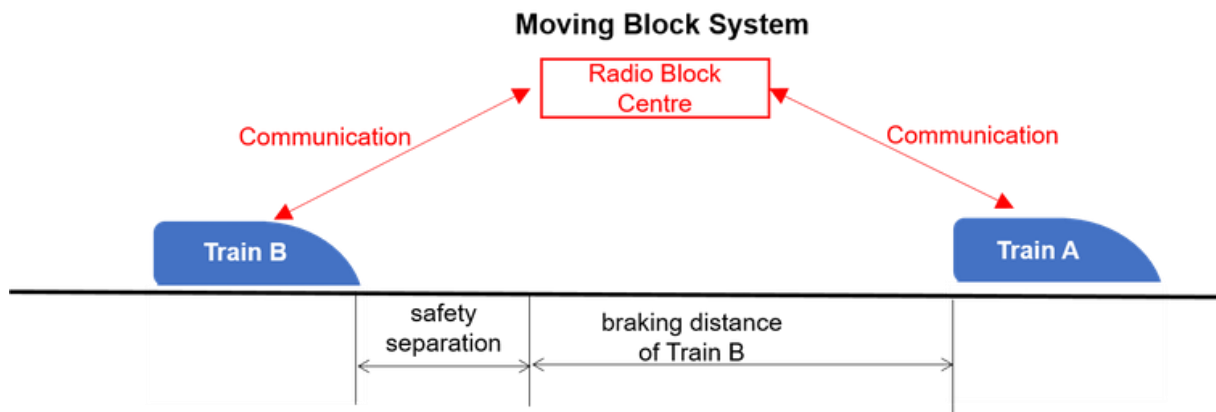 Moving Block System
Radio Block
Centre
Communication
Communication
Train B
Train A
safety
separation
braking distance
of Train B